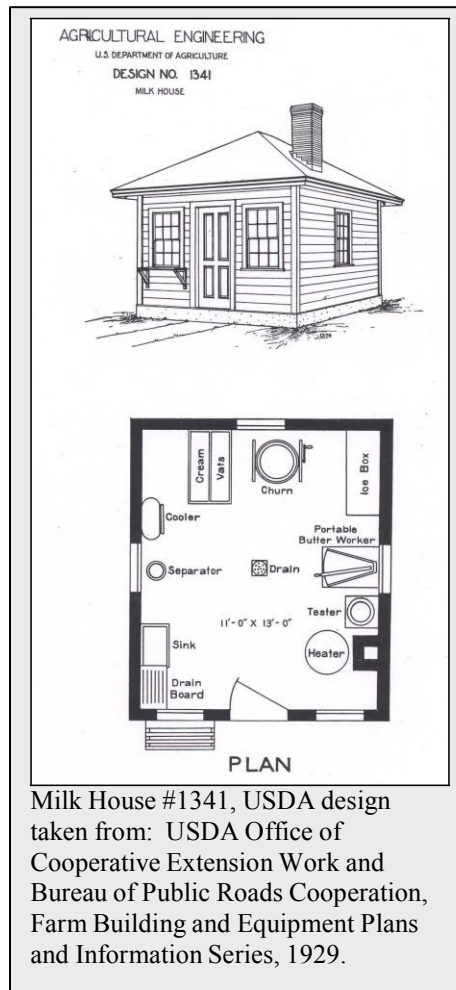 AGRICULTURAL ENGINEERING
U.S. DEPARTMENT OF AGRICULTURE
DESIGN NO. 1341
MILK HOUSE
Cream
Vats
Churn
Ice Box
Cooler
Portable
Butter Worker
Separator
Drain
Tester
11'-0" X 13'-0"
Sink
Heater
Drain
Board
PLAN
Milk House #1341, USDA design
taken from: USDA Office of
Cooperative Extension Work and
Bureau of Public Roads Cooperation,
Farm Building and Equipment Plans
and Information Series, 1929.